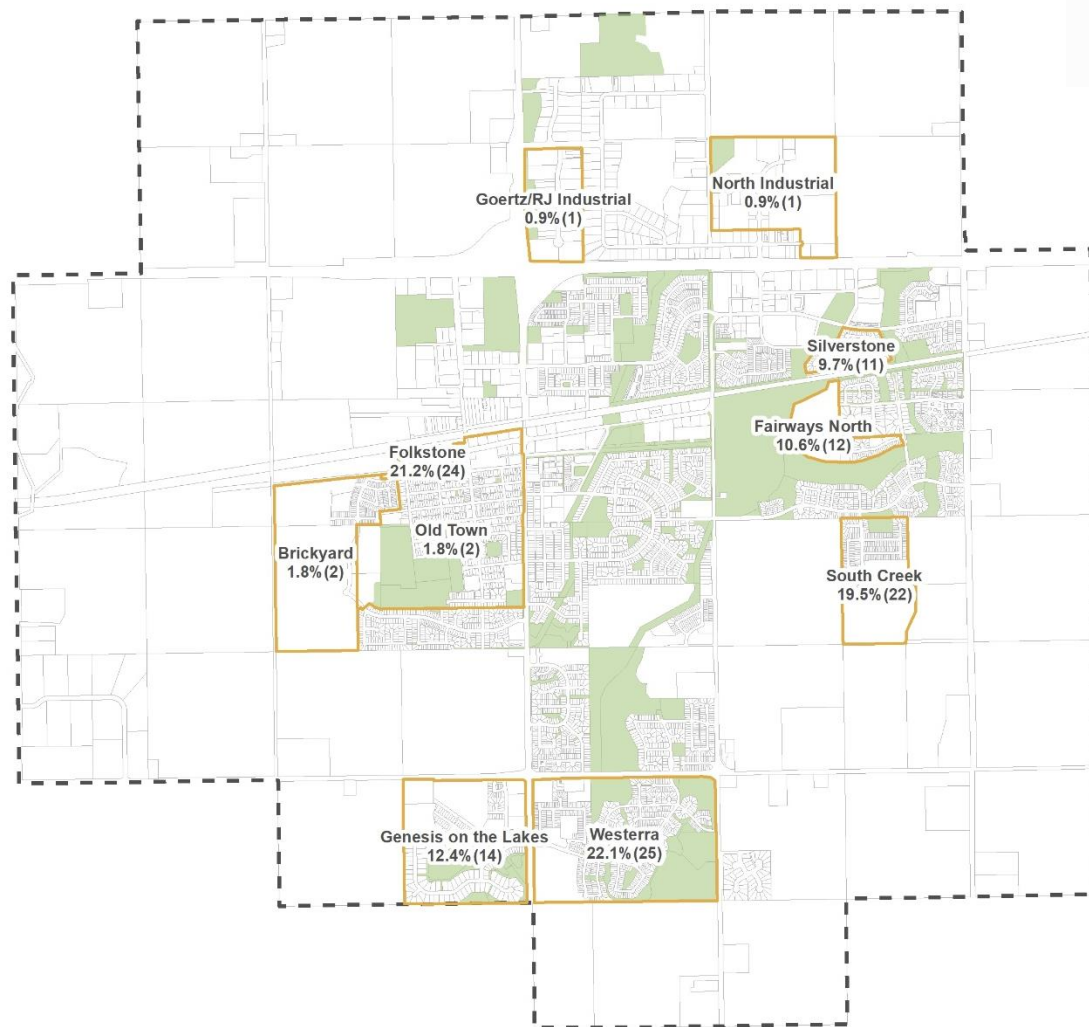 North Industrial
0.9% (1)
Goertz/RJ Industrial
0.9% (1)
Silverstone
9.7% (11)
Fairways North
10.6% (12)
Folkstone
21.2% (24)
Old Town
1.8% (2)
Brickyard
1.8% (2)
South Creek
19.5% (22)
Genesis on the Lakes
12.4% (14)
Westerra
22.1% (25)